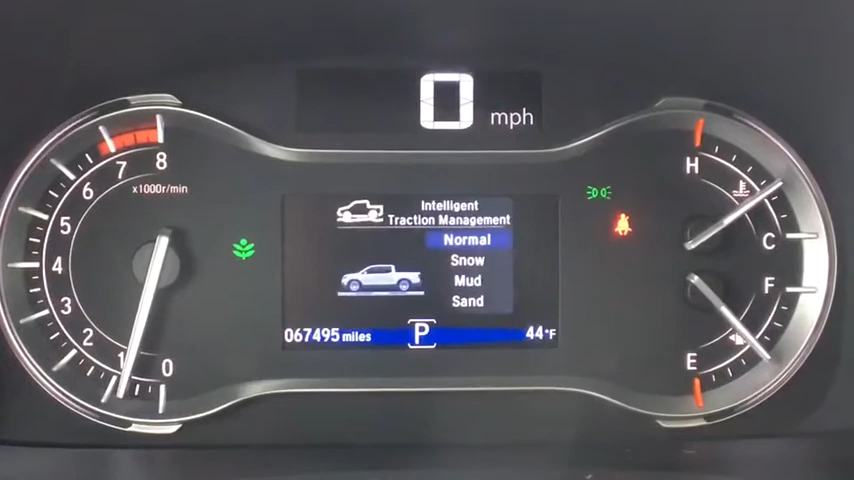 0 mph
8
7
6
5
4
3
2
1
0
x1000r/min
Intelligent
Traction Management
Normal
Snow
Mud
Sand
067495 miles
P
44°F
H
C
F
E